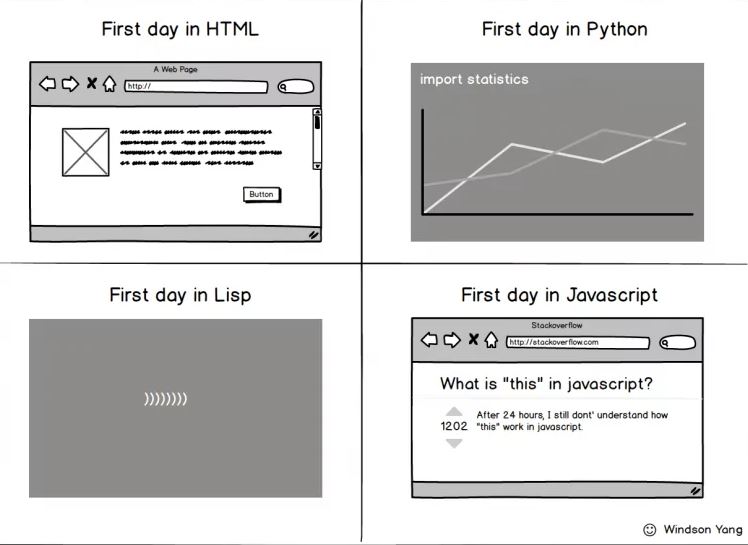 First day in HTML
A Web Page
http://
Button
First day in Python
import statistics
First day in Lisp
))))))))
First day in Javascript
Stackoverflow
http://stackoverflow.com
What is "this" in javascript?
1202
After 24 hours, I still dont' understand how
"this" work in javascript.
Windson Yang